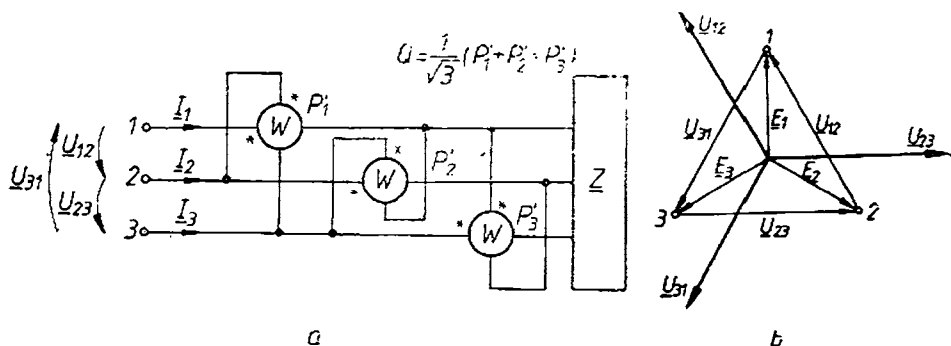 Q = 1/√3 (P'1 + P'2 + P'3)
* P'1
1 I1 * W
U12
2 I2 * W * P'2
U31
U23
Z
3 I3 * W * P'3
a
U12 1
U31 E1 U12
U23
E3 E2
3 U23 2
U31
b